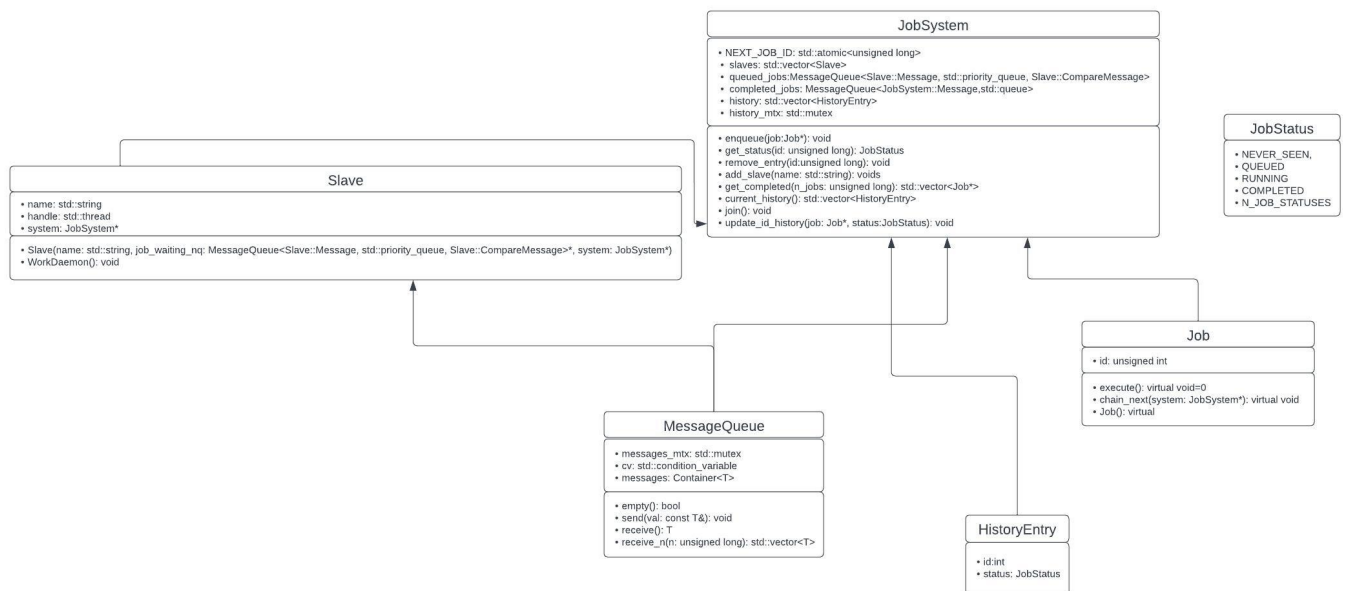 JobSystem
• NEXT_JOB_ID: std::atomic<unsigned long>
• slaves: std::vector<Slave>
• queued_jobs:MessageQueue<Slave::Message, std::priority_queue, Slave::CompareMessage>
• completed_jobs: MessageQueue<JobSystem::Message,std::queue>
• history: std::vector<HistoryEntry>
• history_mtx: std::mutex
• enqueue(job:Job*): void
• get_status(id: unsigned long): JobStatus
• remove_entry(id:unsigned long): void
• add_slave(name: std::string): voids
• get_completed(n_jobs: unsigned long): std::vector<Job*>
• current_history(): std::vector<HistoryEntry>
• join(): void
• update_id_history(job: Job*, status:JobStatus): void
JobStatus
• NEVER_SEEN,
• QUEUED
• RUNNING
• COMPLETED
• N_JOB_STATUSES
Slave
• name: std::string
• handle: std::thread
• system: JobSystem*
• Slave(name: std::string, job_waiting_nq: MessageQueue<Slave::Message, std::priority_queue, Slave::CompareMessage>*, system: JobSystem*)
• WorkDaemon(): void
Job
• id: unsigned int
• execute(): virtual void=0
• chain_next(system: JobSystem*): virtual void
• Job(): virtual
MessageQueue
• messages_mtx: std::mutex
• cv: std::condition_variable
• messages: Container<T>
• empty(): bool
• send(val: const T&): void
• receive(): T
• receive_n(n: unsigned long): std::vector<T>
HistoryEntry
• id:int
• status: JobStatus